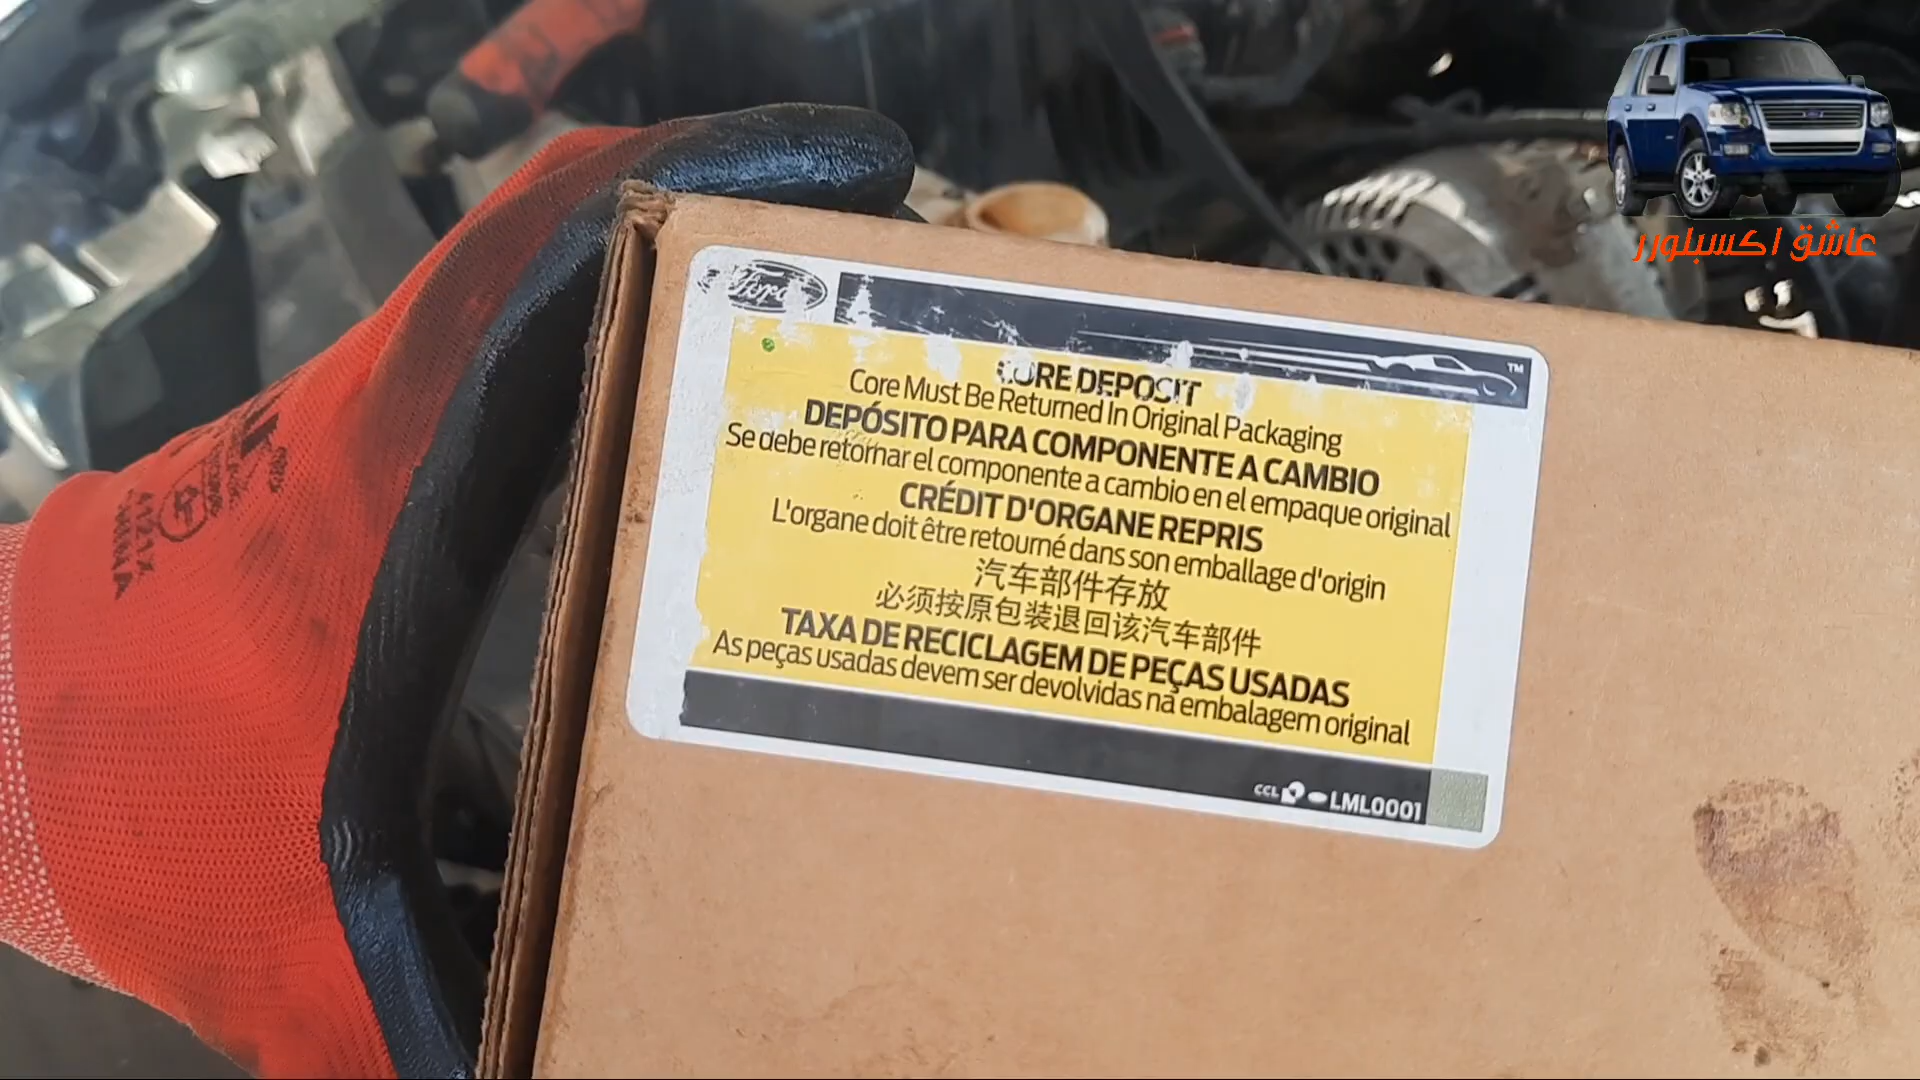 عاشق اكسبلورر
Ford
TM
CORE DEPOSIT
Core Must Be Returned In Original Packaging
DEPÓSITO PARA COMPONENTE A CAMBIO
Se debe retornar el componente a cambio en el empaque original
CRÉDIT D'ORGANE REPRIS
L'organe doit être retourné dans son emballage d'origin
汽车部件存放
必须按原包装退回该汽车部件
TAXA DE RECICLAGEM DE PEÇAS USADAS
As peças usadas devem ser devolvidas na embalagem original
CCL LML0001
4121X